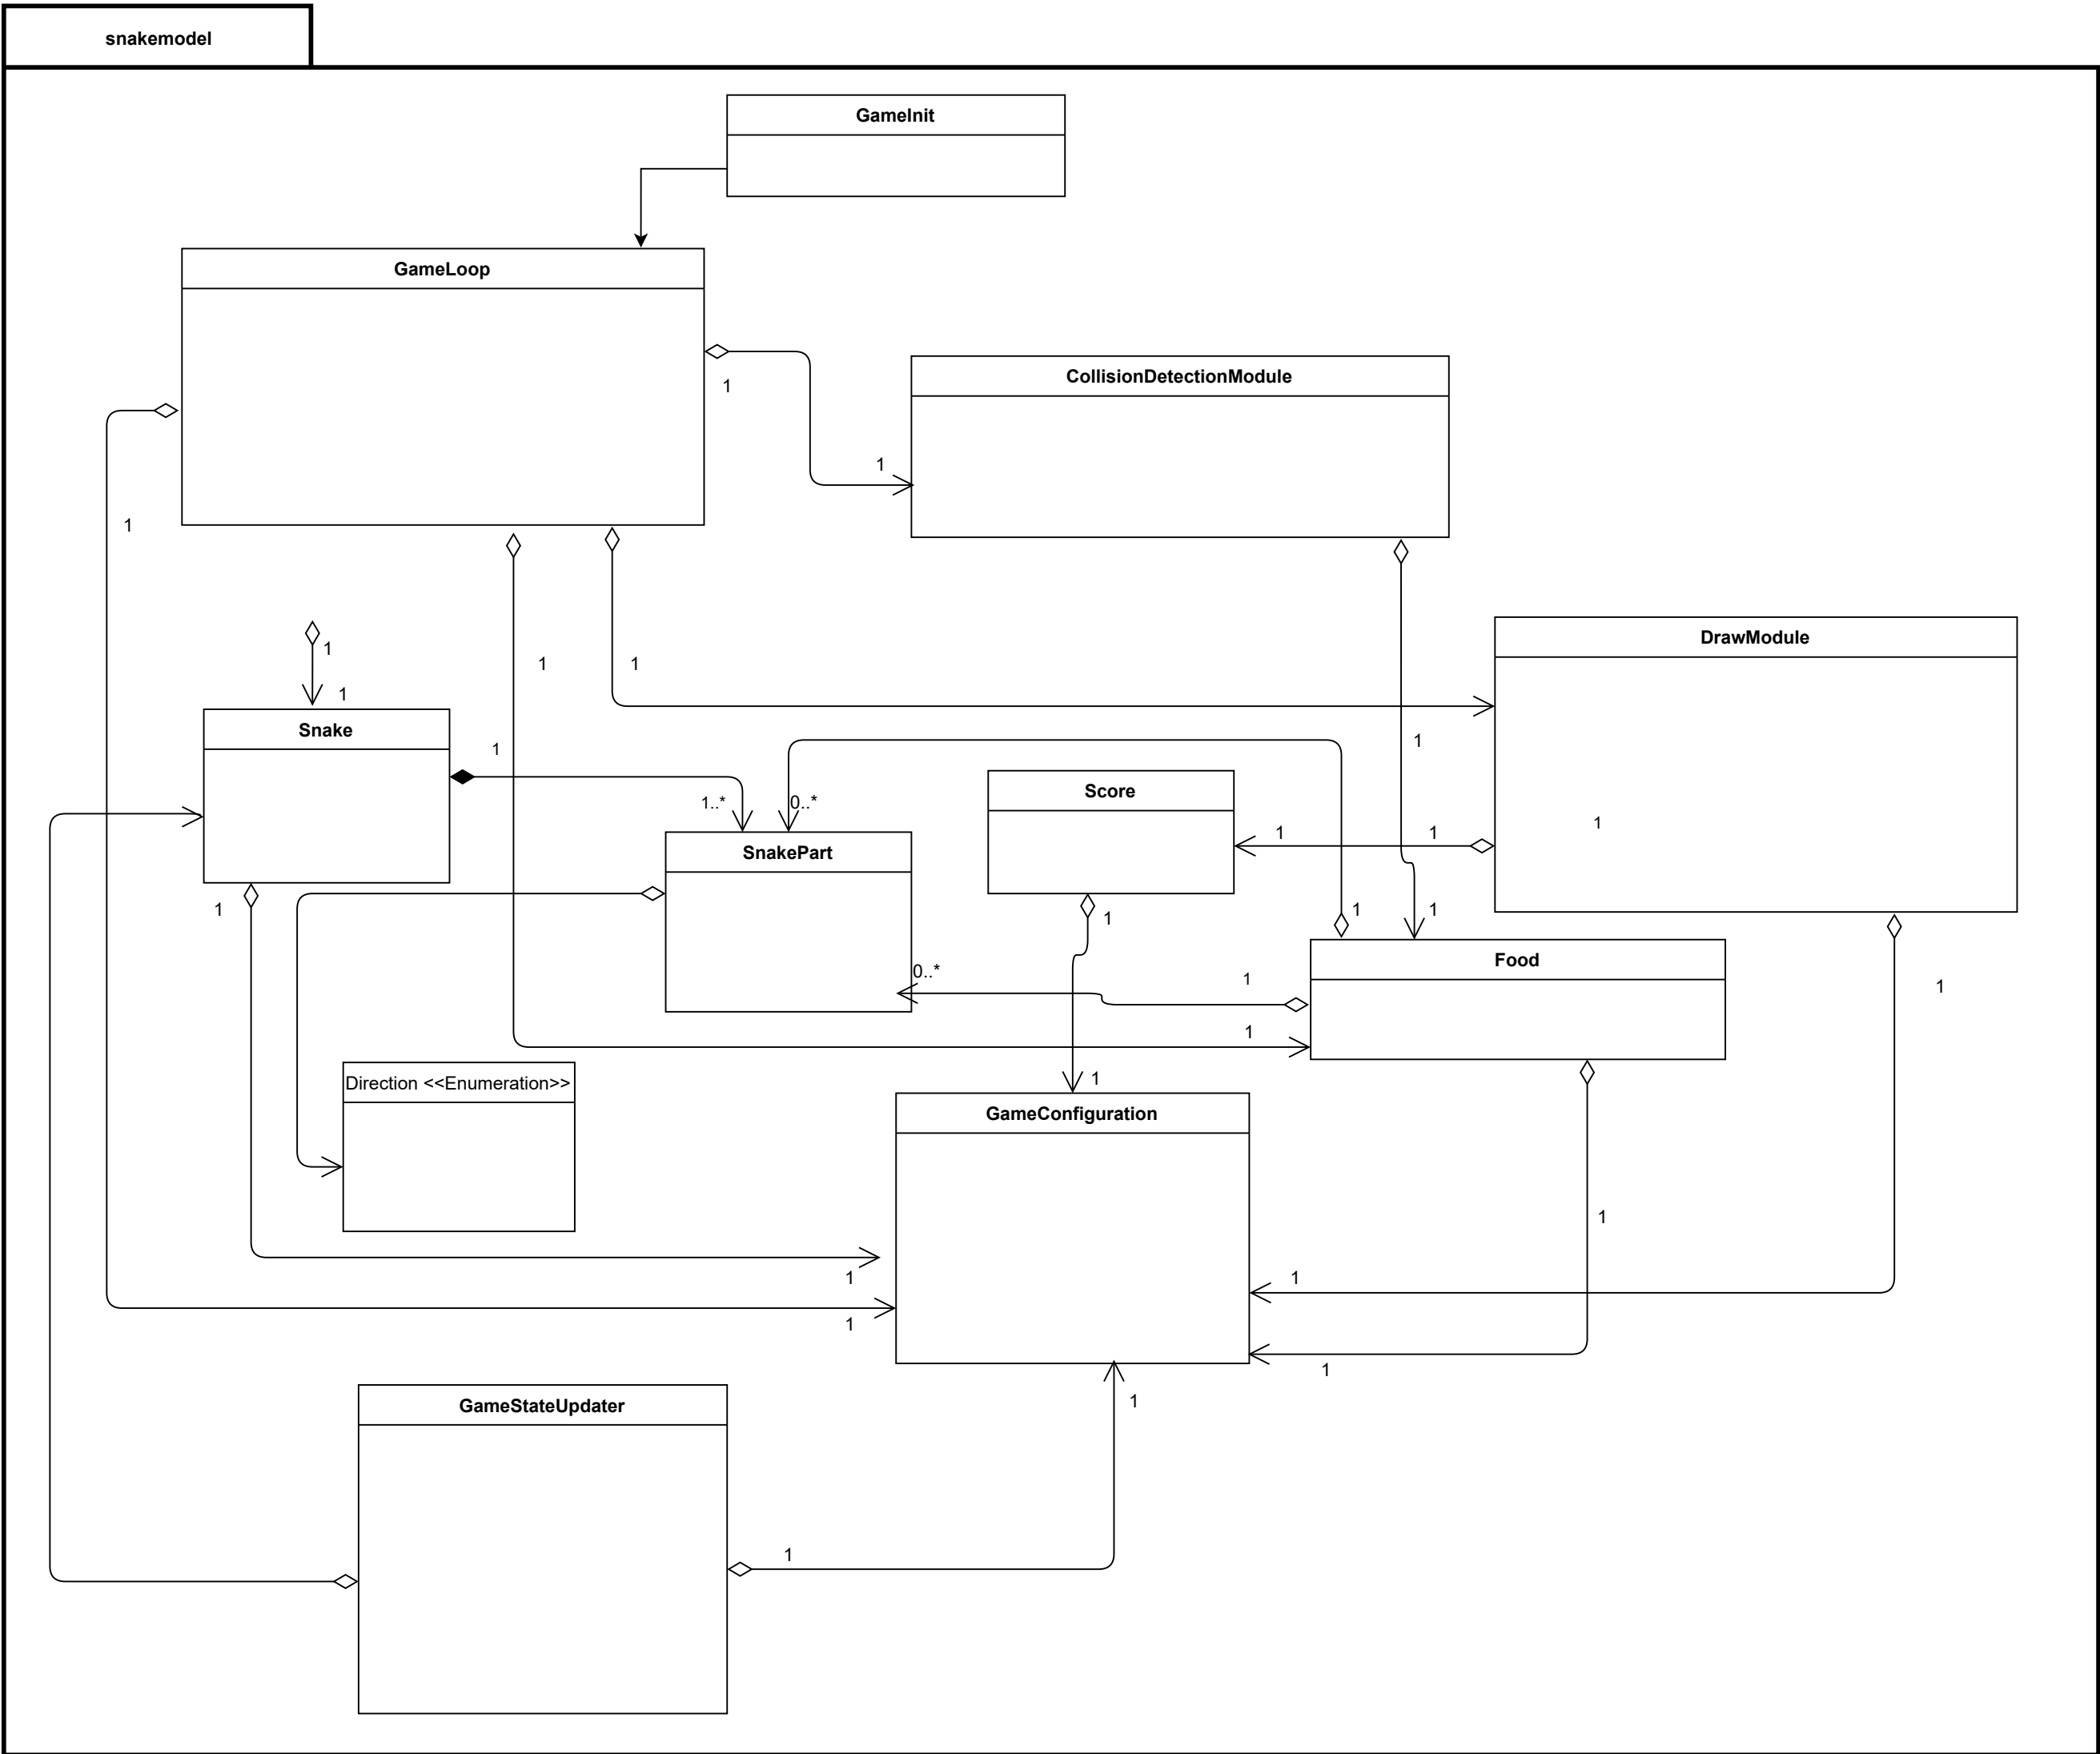 snakemodel
GameInit
GameLoop
1
CollisionDetectionModule
1
1
1
1
1
DrawModule
1
Snake
1
1
1..*
0..*
Score
1
1
1
SnakePart
1
1
1
1
0..*
1
Food
1
1
Direction <<Enumeration>>
1
GameConfiguration
1
1
1
1
1
1
GameStateUpdater
1